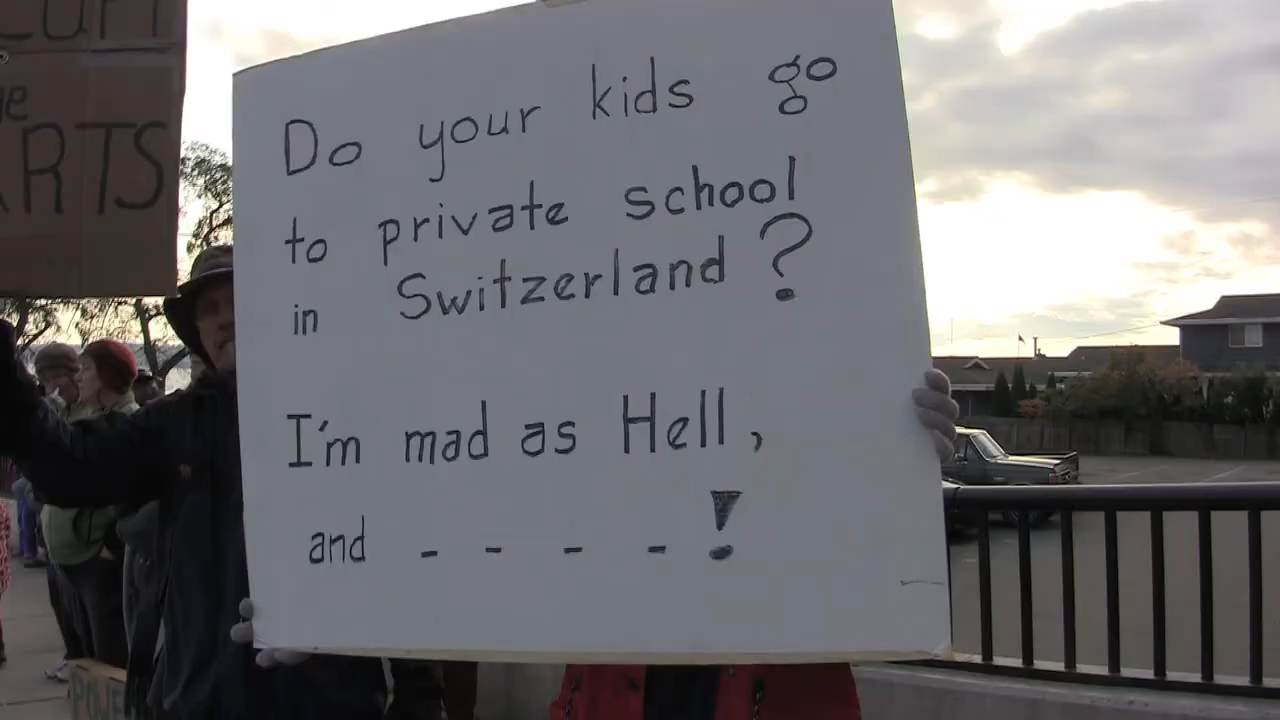 Do your kids go
to private school
in Switzerland?
I'm mad as Hell,
and - - - - !